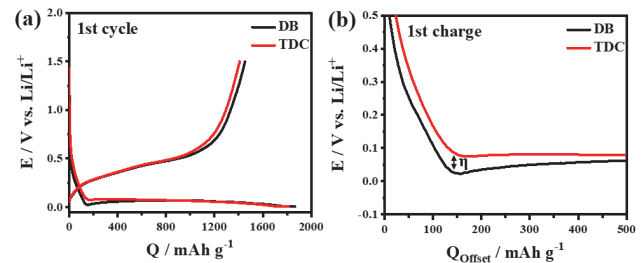 (a)
1st cycle
DB
TDC
E / V vs. Li/Li⁺
2.0
1.5
1.0
0.5
0.0
0
400
800
1200
1600
2000
Q / mAh g⁻¹
(b)
1st charge
DB
TDC
η
E / V vs. Li/Li⁺
0.5
0.4
0.3
0.2
0.1
0.0
-0.1
0
100
200
300
400
500
Q_Offset / mAh g⁻¹